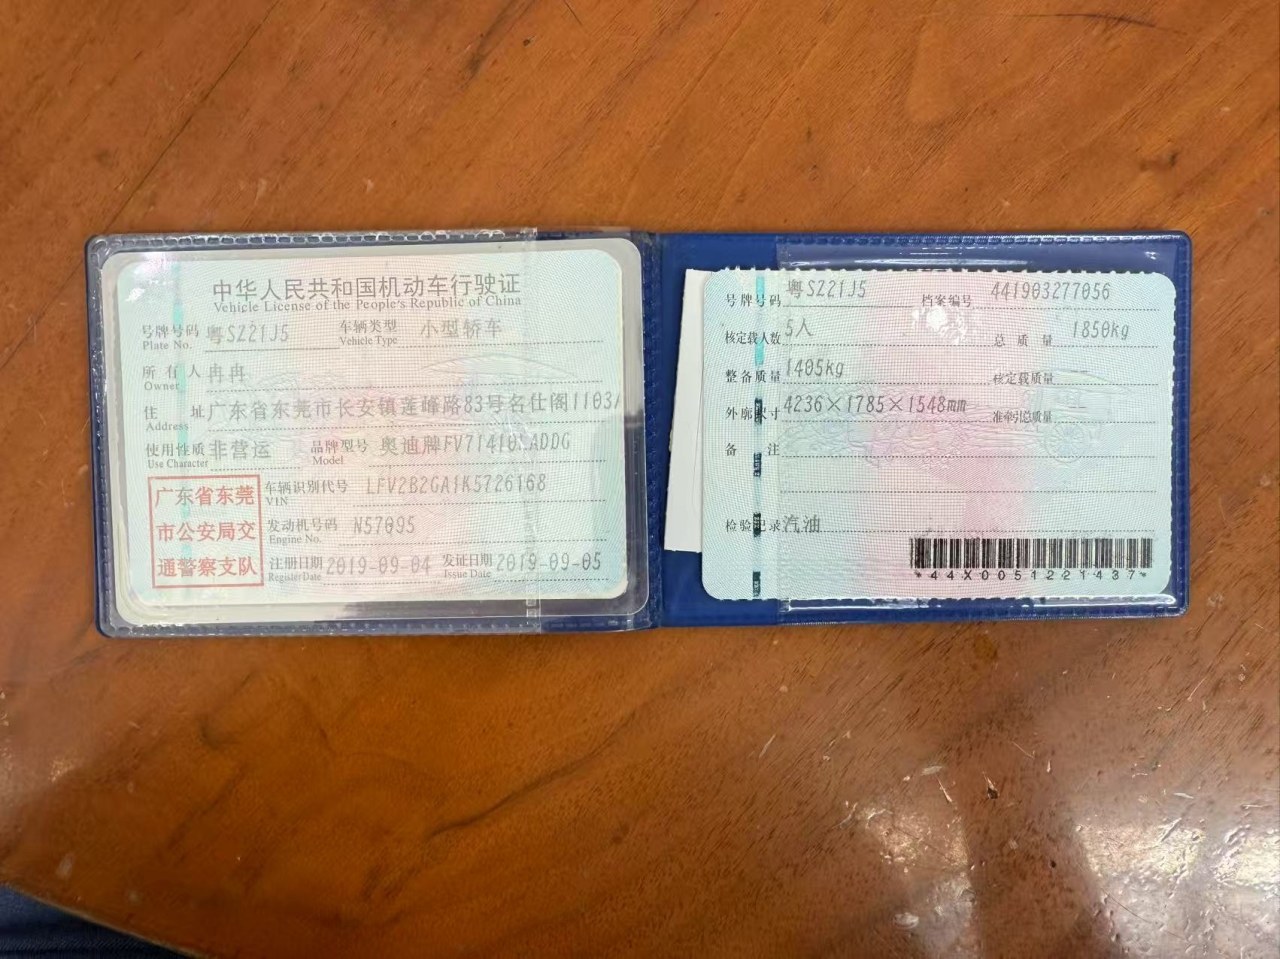 中华人民共和国机动车行驶证
Vehicle License of the People's Republic of China
号牌号码 粤SZ21J5 车辆类型 小型轿车
Plate No. Vehicle Type
所有人 冉冉
Owner
住址 广东省东莞市长安镇莲峰路83号名仕阁1103
Address
使用性质 非营运 品牌型号 奥迪牌
Use Character Model
广东省东莞
市公安局交
通警察支队
车辆识别代号 LFV2B2GA1K5726168
VIN
发动机号码 N57095
Engine No.
注册日期 2019-09-04 发证日期 2019-09-05
Register Date Issue Date
号牌号码 粤SZ21J5 档案编号 441903277056
核定载人数 5人 总质量 1850kg
整备质量 1405kg 核定载质量 --
外廓尺寸 4236×1785×1548mm 准牵引总质量 --
备注
检验记录 汽油
*44X0051221437*